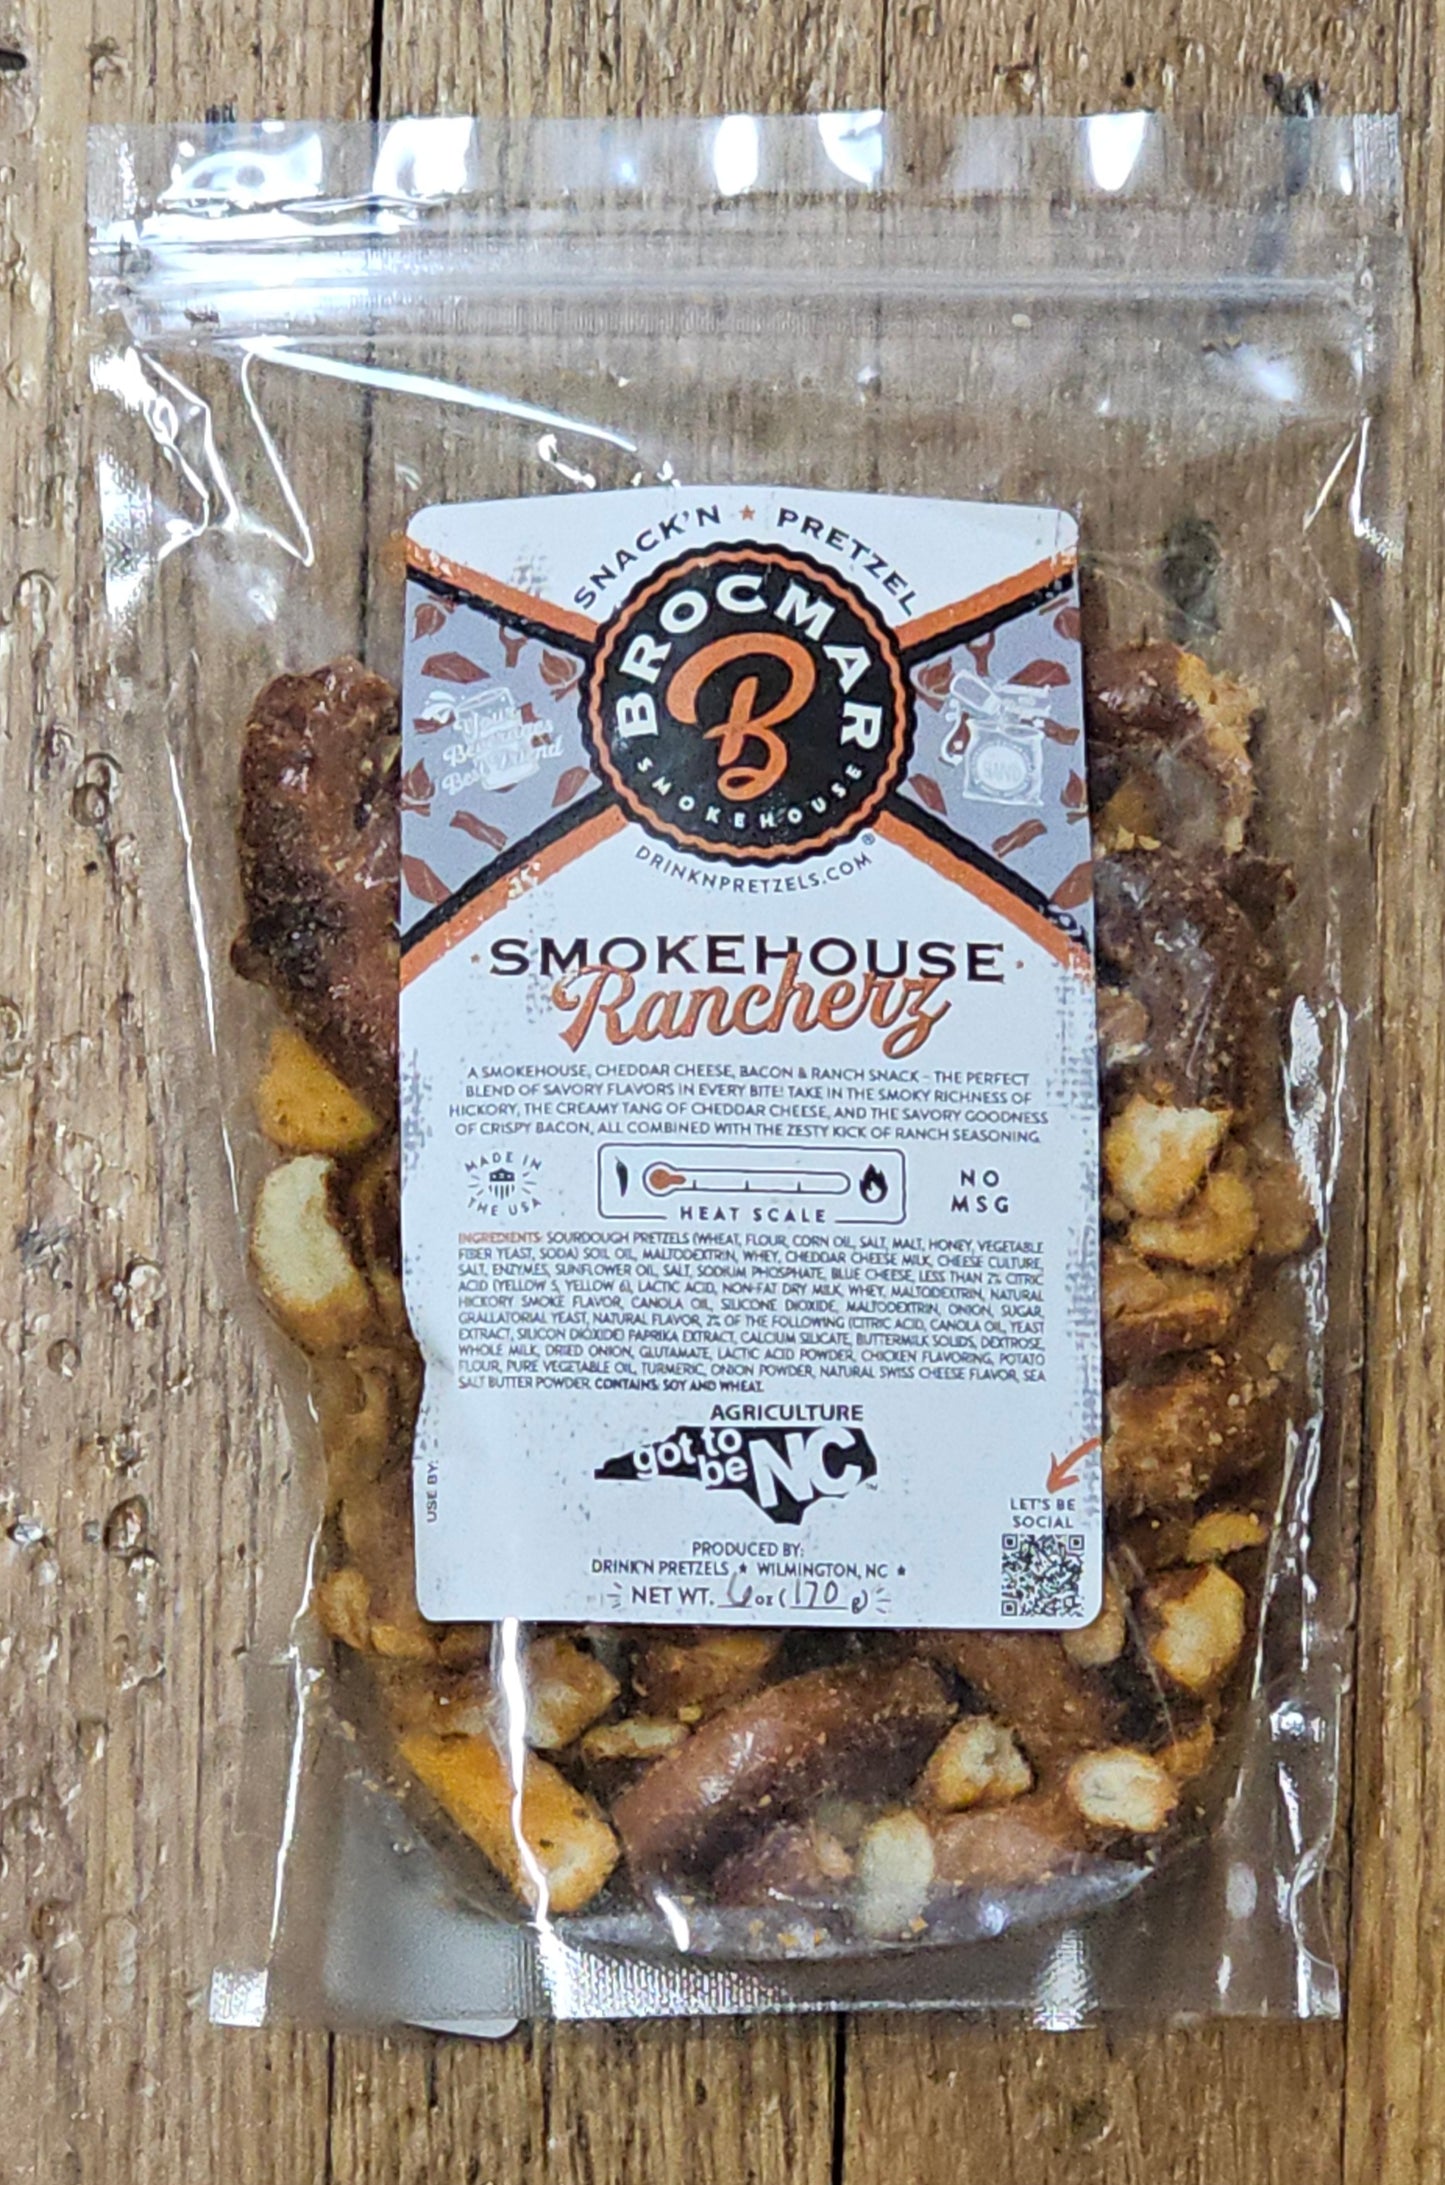 SNACK'N ★ PRETZEL
BROCMAR
B
SMOKEHOUSE
DRINKNPRETZELS.COM®
Your
Beverages
Best Friend
SAND
SMOKEHOUSE
Rancherz
A SMOKEHOUSE, CHEDDAR CHEESE, BACON & RANCH SNACK - THE PERFECT
BLEND OF SAVORY FLAVORS IN EVERY BITE! TAKE IN THE SMOKY RICHNESS OF
HICKORY, THE CREAMY TANG OF CHEDDAR CHEESE, AND THE SAVORY GOODNESS
OF CRISPY BACON, ALL COMBINED WITH THE ZESTY KICK OF RANCH SEASONING.
MADE IN
THE USA
HEAT SCALE
NO
MSG
INGREDIENTS: SOURDOUGH PRETZELS (WHEAT, FLOUR, CORN OIL, SALT, MALT, HONEY, VEGETABLE
FIBER YEAST, SODA) SOIL OIL, MALTODEXTRIN, WHEY, CHEDDAR CHEESE MILK, CHEESE CULTURE,
SALT, ENZYMES, SUNFLOWER OIL, SALT, SODIUM PHOSPHATE, BLUE CHEESE, LESS THAN 2% CITRIC
ACID (YELLOW 5, YELLOW 6), LACTIC ACID, NON-FAT DRY MILK, WHEY, MALTODEXTRIN, NATURAL
HICKORY SMOKE FLAVOR, CANOLA OIL, SILICONE DIOXIDE, MALTODEXTRIN, ONION, SUGAR,
GRALLATORIAL YEAST, NATURAL FLAVOR, 2% OF THE FOLLOWING (CITRIC ACID, CANOLA OIL, YEAST
EXTRACT, SILICON DIOXIDE) PAPRIKA EXTRACT, CALCIUM SILICATE, BUTTERMILK SOLIDS, DEXTROSE,
WHOLE MILK, DRIED ONION, GLUTAMATE, LACTIC ACID POWDER, CHICKEN FLAVORING, POTATO
FLOUR, PURE VEGETABLE OIL, TURMERIC, ONION POWDER, NATURAL SWISS CHEESE FLAVOR, SEA
SALT BUTTER POWDER. CONTAINS: SOY AND WHEAT.
AGRICULTURE
got to
be NC
USE BY:
LET'S BE
SOCIAL
PRODUCED BY:
DRINK'N PRETZELS ★ WILMINGTON, NC ★
NET WT. 6 oz (170 g)